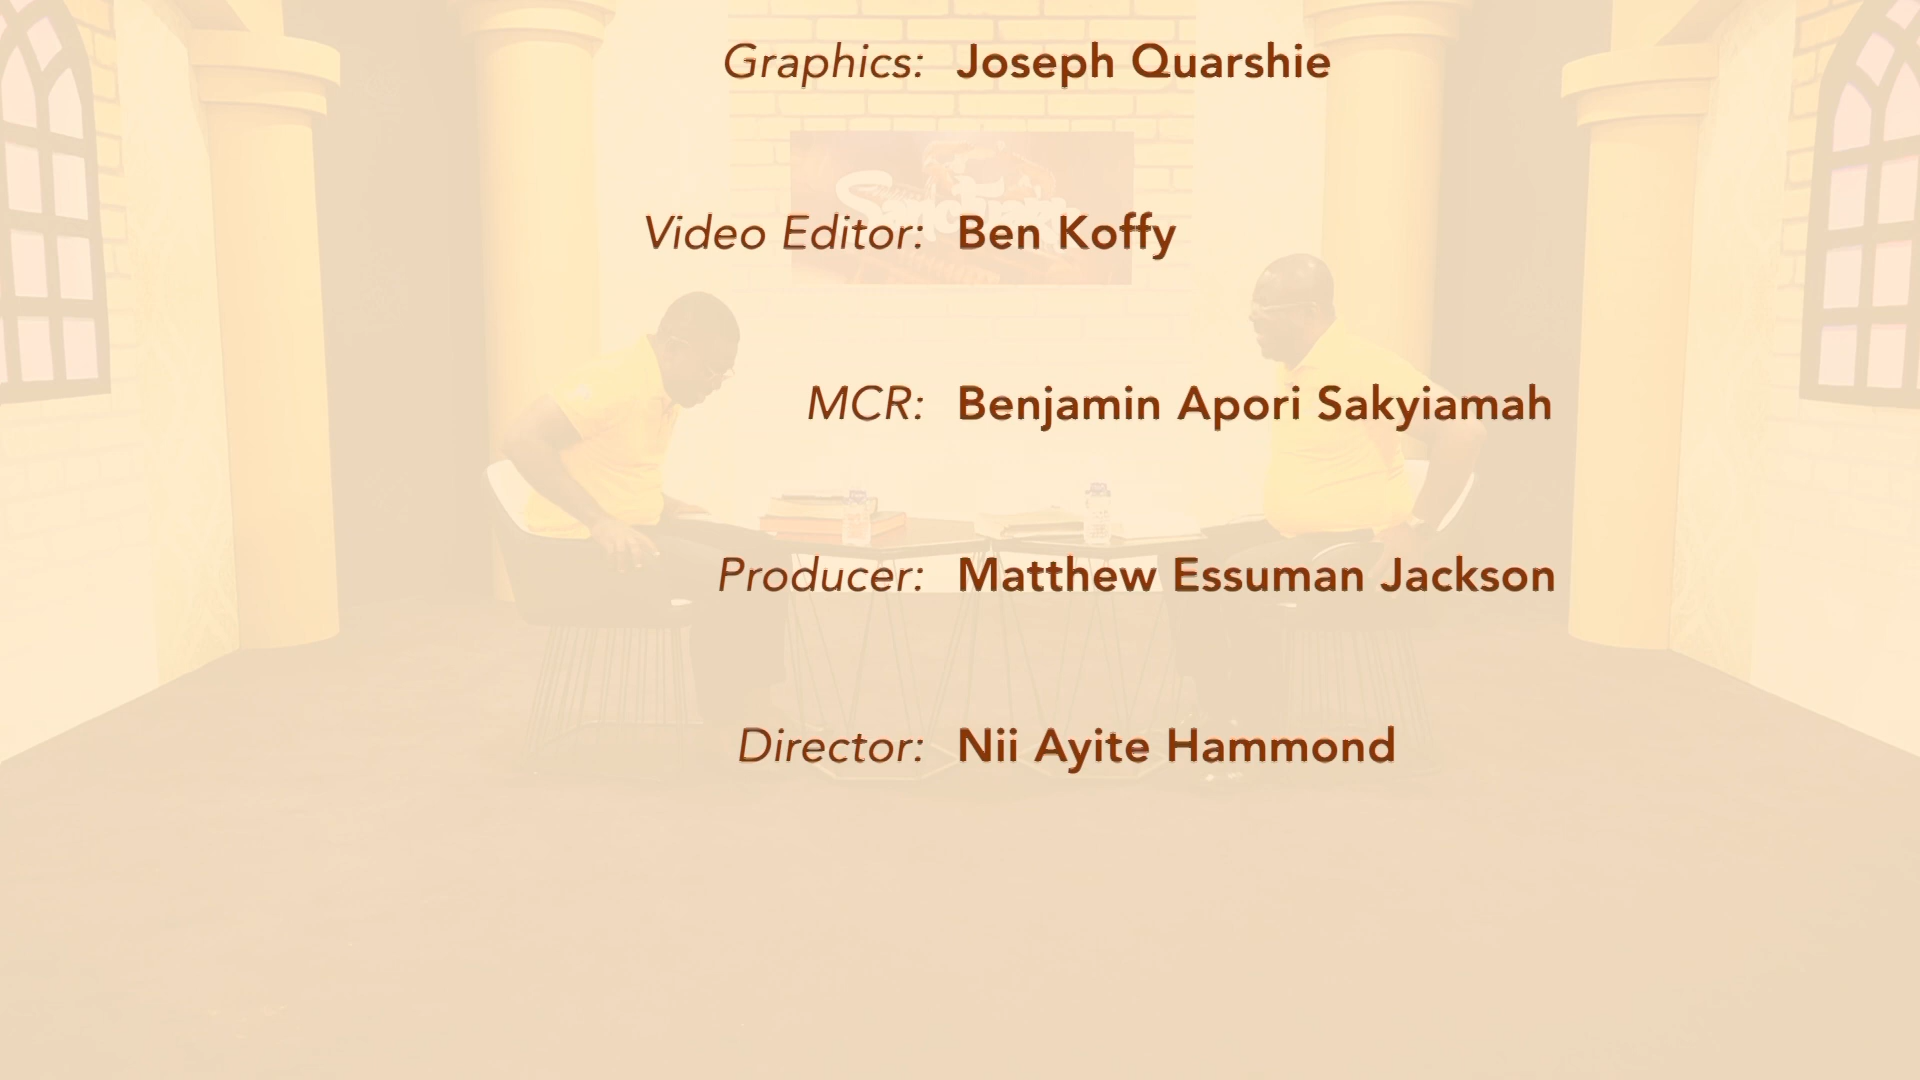 Graphics: Joseph Quarshie
Video Editor: Ben Koffy
MCR: Benjamin Apori Sakyiamah
Producer: Matthew Essuman Jackson
Director: Nii Ayite Hammond